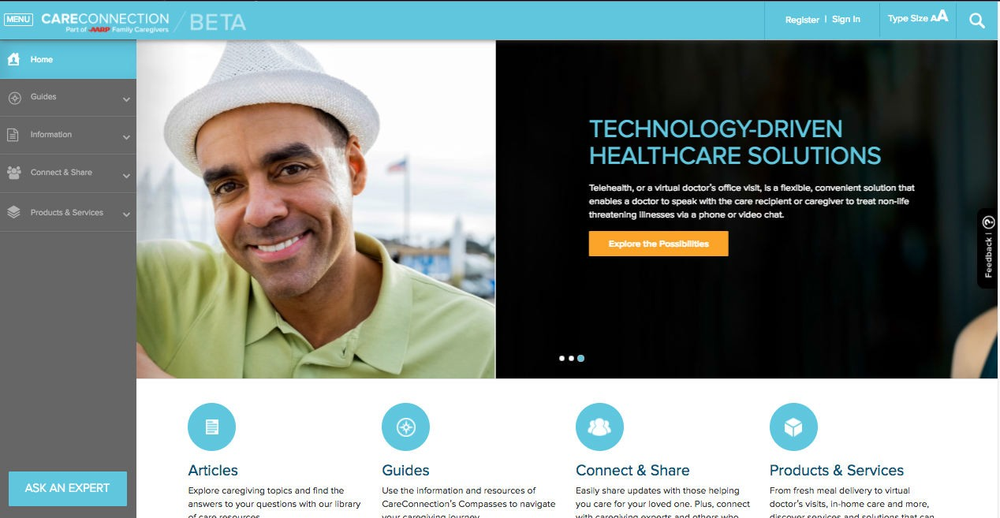 MENU
CARECONNECTION / BETA
Part of AARP Family Caregivers
Register | Sign In
Type Size AA
Home
Guides
Information
Connect & Share
Products & Services
ASK AN EXPERT
TECHNOLOGY-DRIVEN
HEALTHCARE SOLUTIONS
Telehealth, or a virtual doctor's office visit, is a flexible, convenient solution that
enables a doctor to speak with the care recipient or caregiver to treat non-life
threatening illnesses via a phone or video chat.
Explore the Possibilities
Feedback |
Articles
Explore caregiving topics and find the
answers to your questions with our library
of care resources.
Guides
Use the information and resources of
CareConnection's Compasses to navigate
your caregiving journey.
Connect & Share
Easily share updates with those helping
you care for your loved one. Plus, connect
with caregiving experts and others who
Products & Services
From fresh meal delivery to virtual
doctor's visits, in-home care and more,
discover services and solutions that can